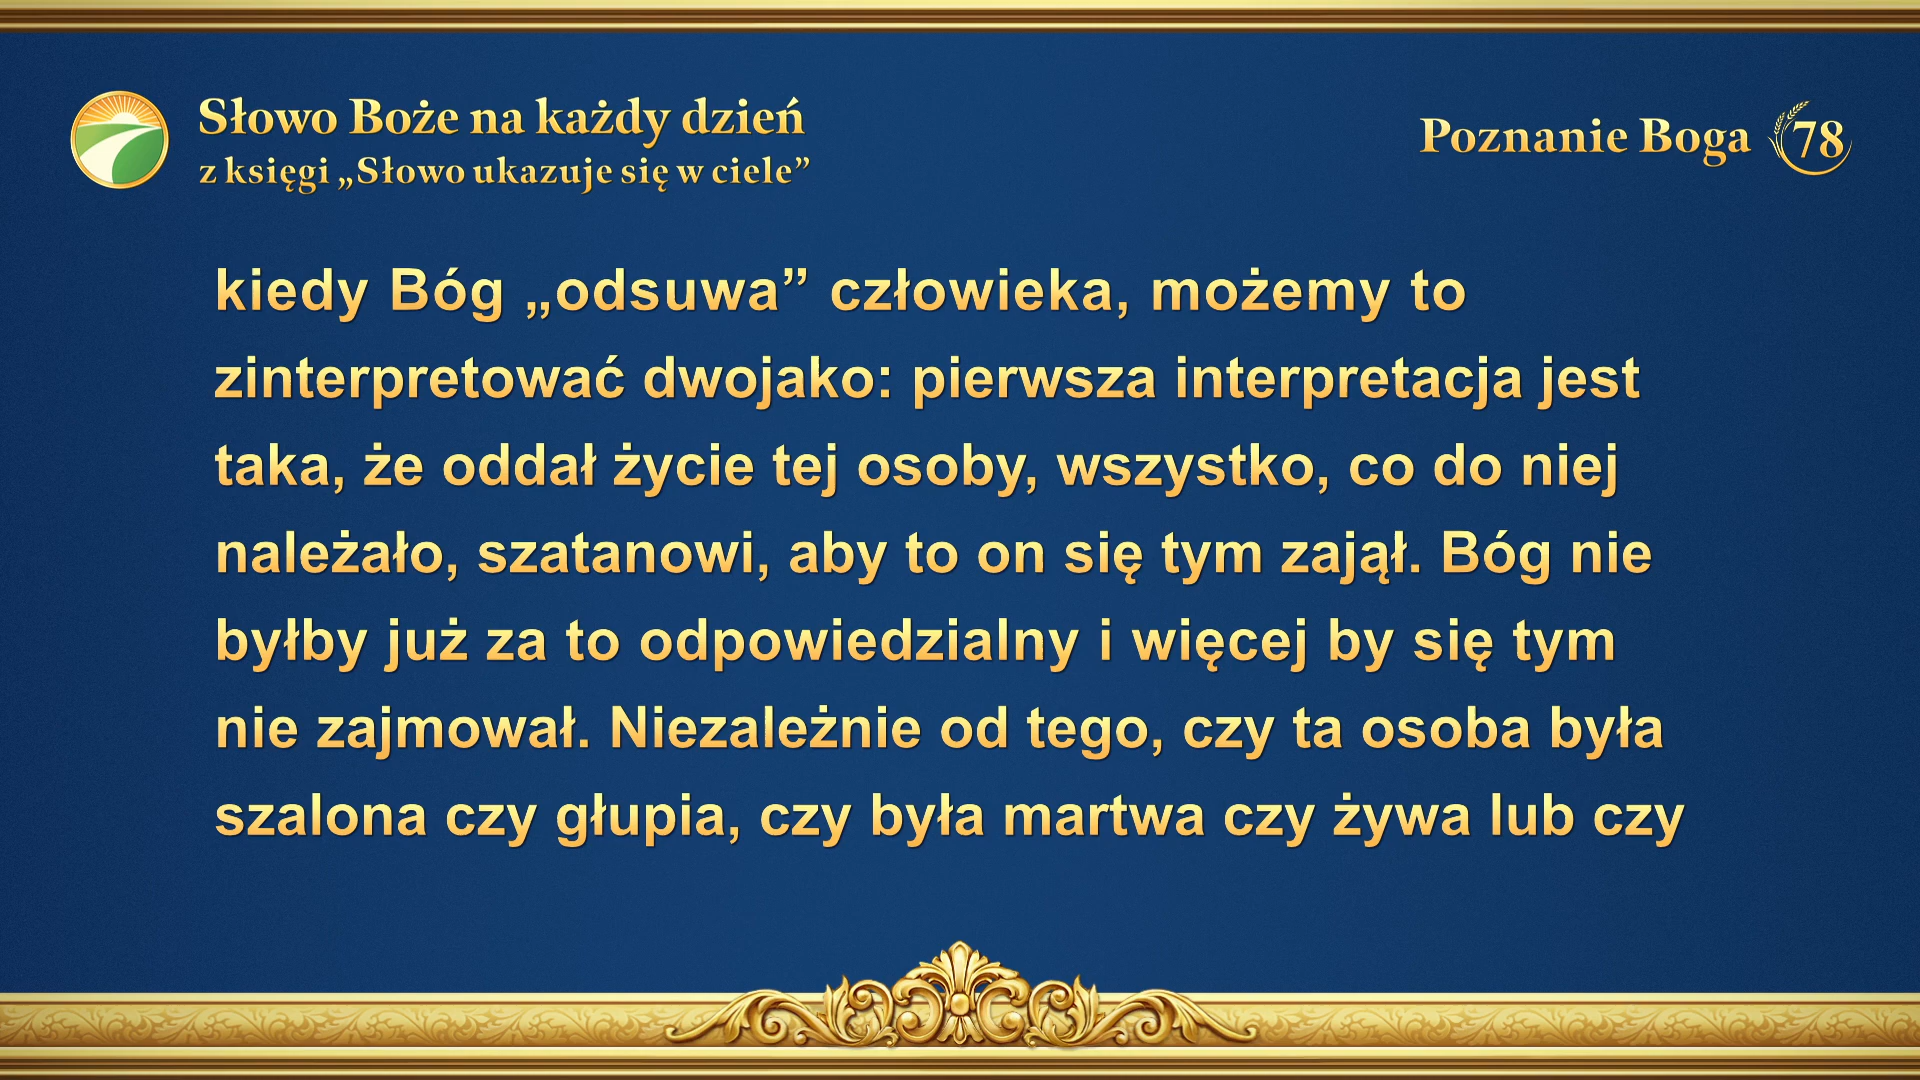 Słowo Boże na każdy dzień
z księgi „Słowo ukazuje się w ciele”
Poznanie Boga 78
kiedy Bóg „odsuwa” człowieka, możemy to
zinterpretować dwojako: pierwsza interpretacja jest
taka, że oddał życie tej osoby, wszystko, co do niej
należało, szatanowi, aby to on się tym zajął. Bóg nie
byłby już za to odpowiedzialny i więcej by się tym
nie zajmował. Niezależnie od tego, czy ta osoba była
szalona czy głupia, czy była martwa czy żywa lub czy